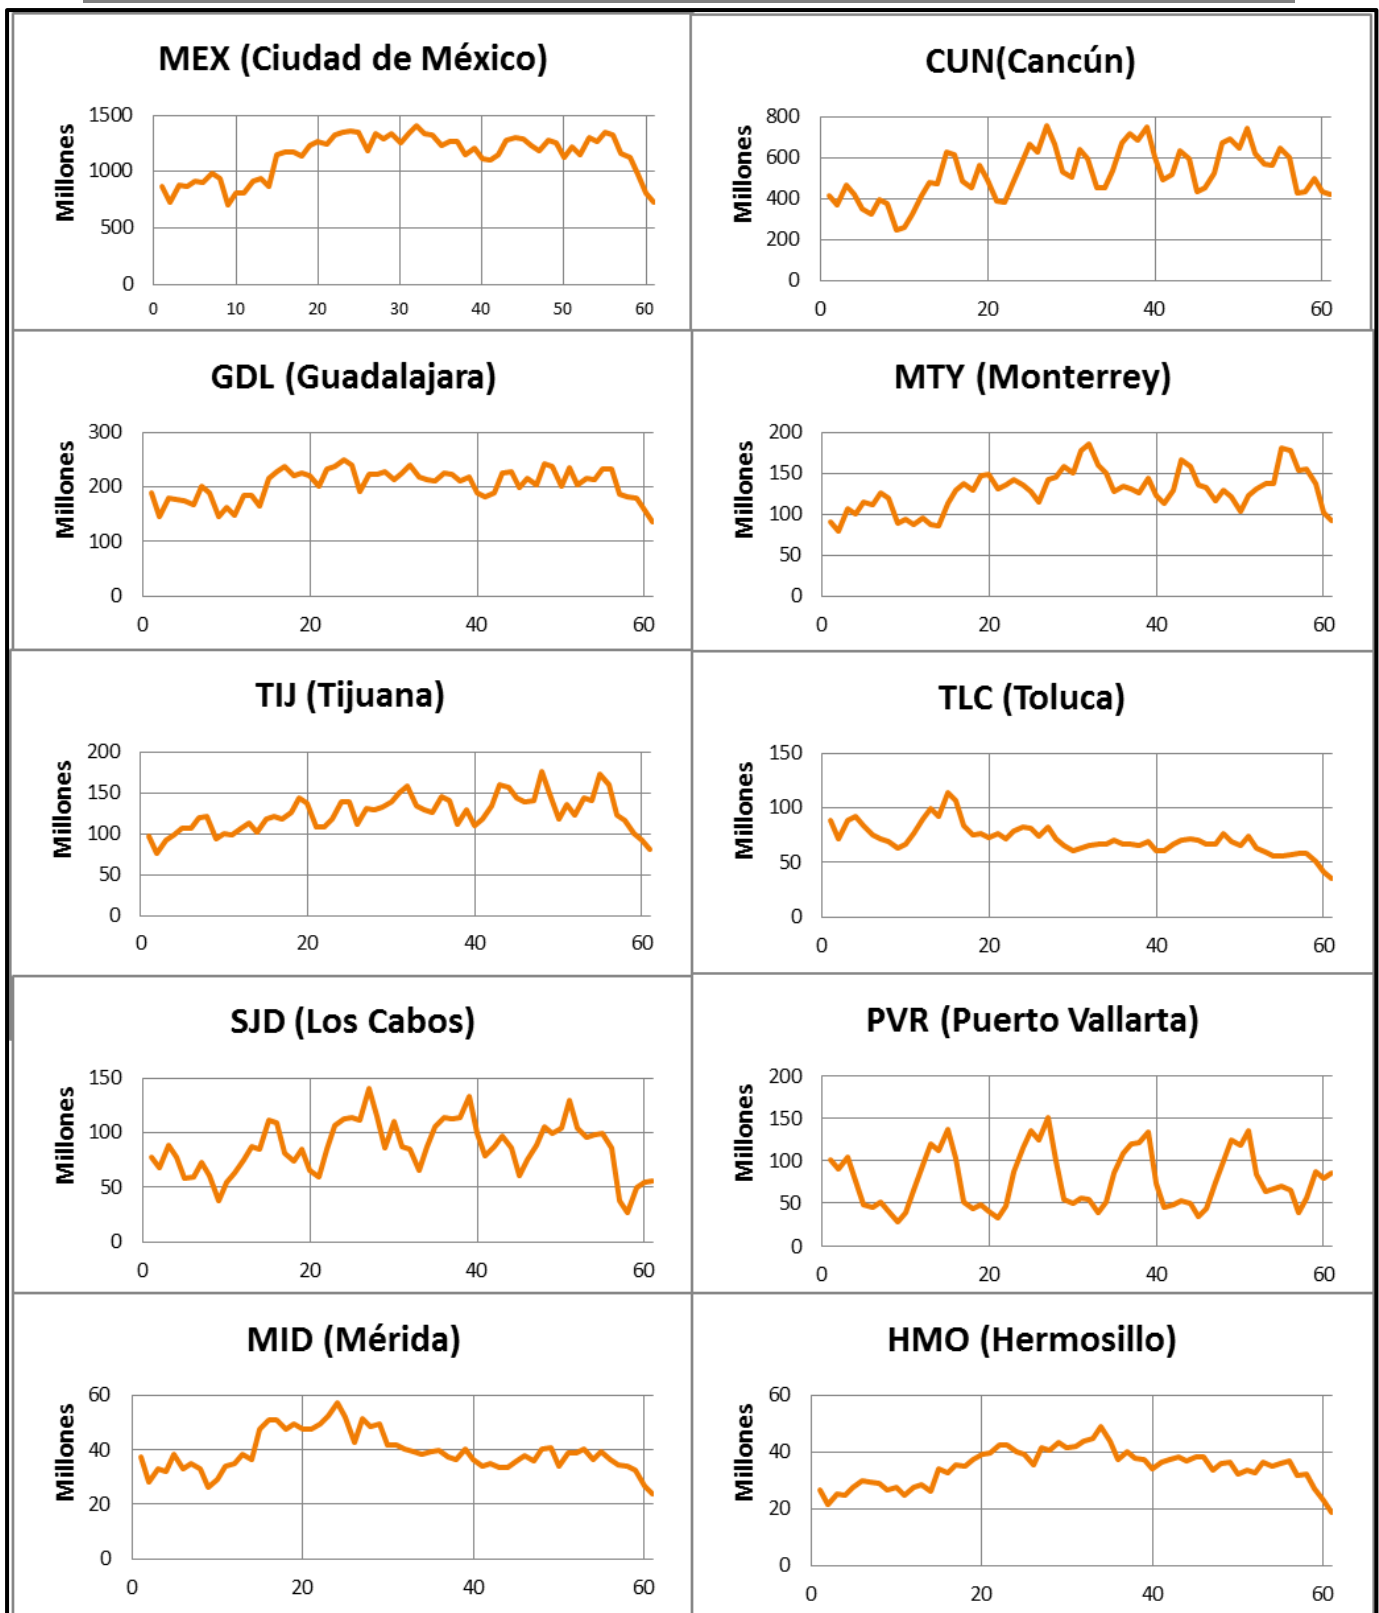 MEX (Ciudad de México)
Millones
1500
1000
500
0
0 10 20 30 40 50 60
CUN(Cancún)
Millones
800
600
400
200
0
0 20 40 60
GDL (Guadalajara)
Millones
300
200
100
0
0 20 40 60
MTY (Monterrey)
Millones
200
150
100
50
0
0 20 40 60
TIJ (Tijuana)
Millones
200
150
100
50
0
0 20 40 60
TLC (Toluca)
Millones
150
100
50
0
0 20 40 60
SJD (Los Cabos)
Millones
150
100
50
0
0 20 40 60
PVR (Puerto Vallarta)
Millones
200
150
100
50
0
0 20 40 60
MID (Mérida)
Millones
60
40
20
0
0 20 40 60
HMO (Hermosillo)
Millones
60
40
20
0
0 20 40 60